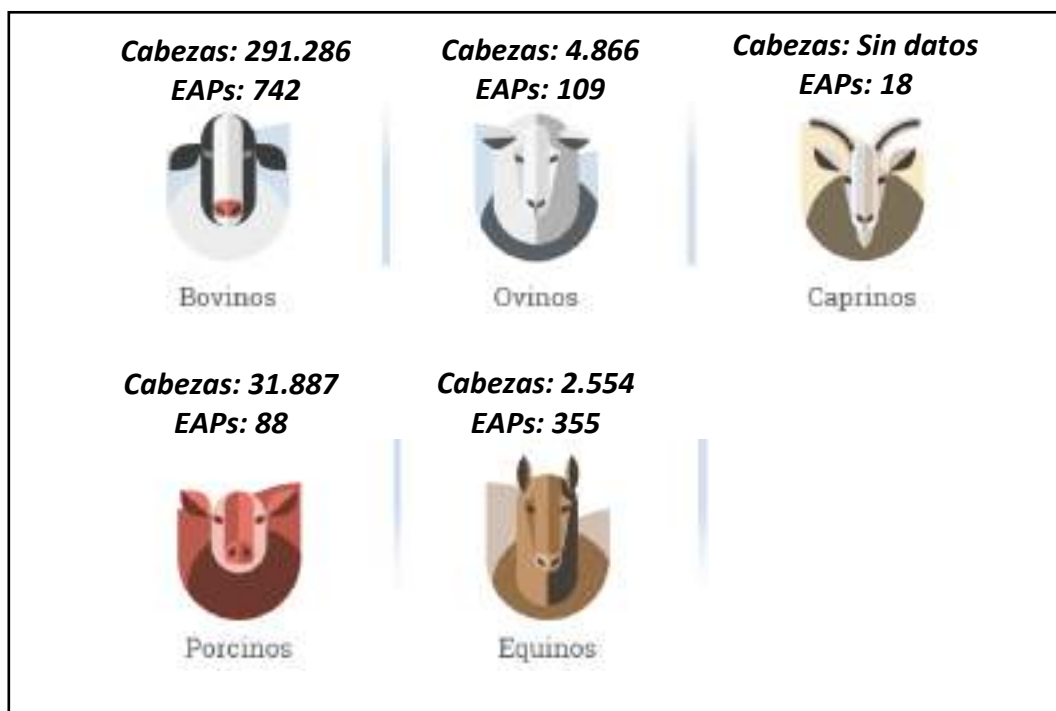 Cabezas: 291.286
EAPs: 742
Bovinos
Cabezas: 4.866
EAPs: 109
Ovinos
Cabezas: Sin datos
EAPs: 18
Caprinos
Cabezas: 31.887
EAPs: 88
Porcinos
Cabezas: 2.554
EAPs: 355
Equinos